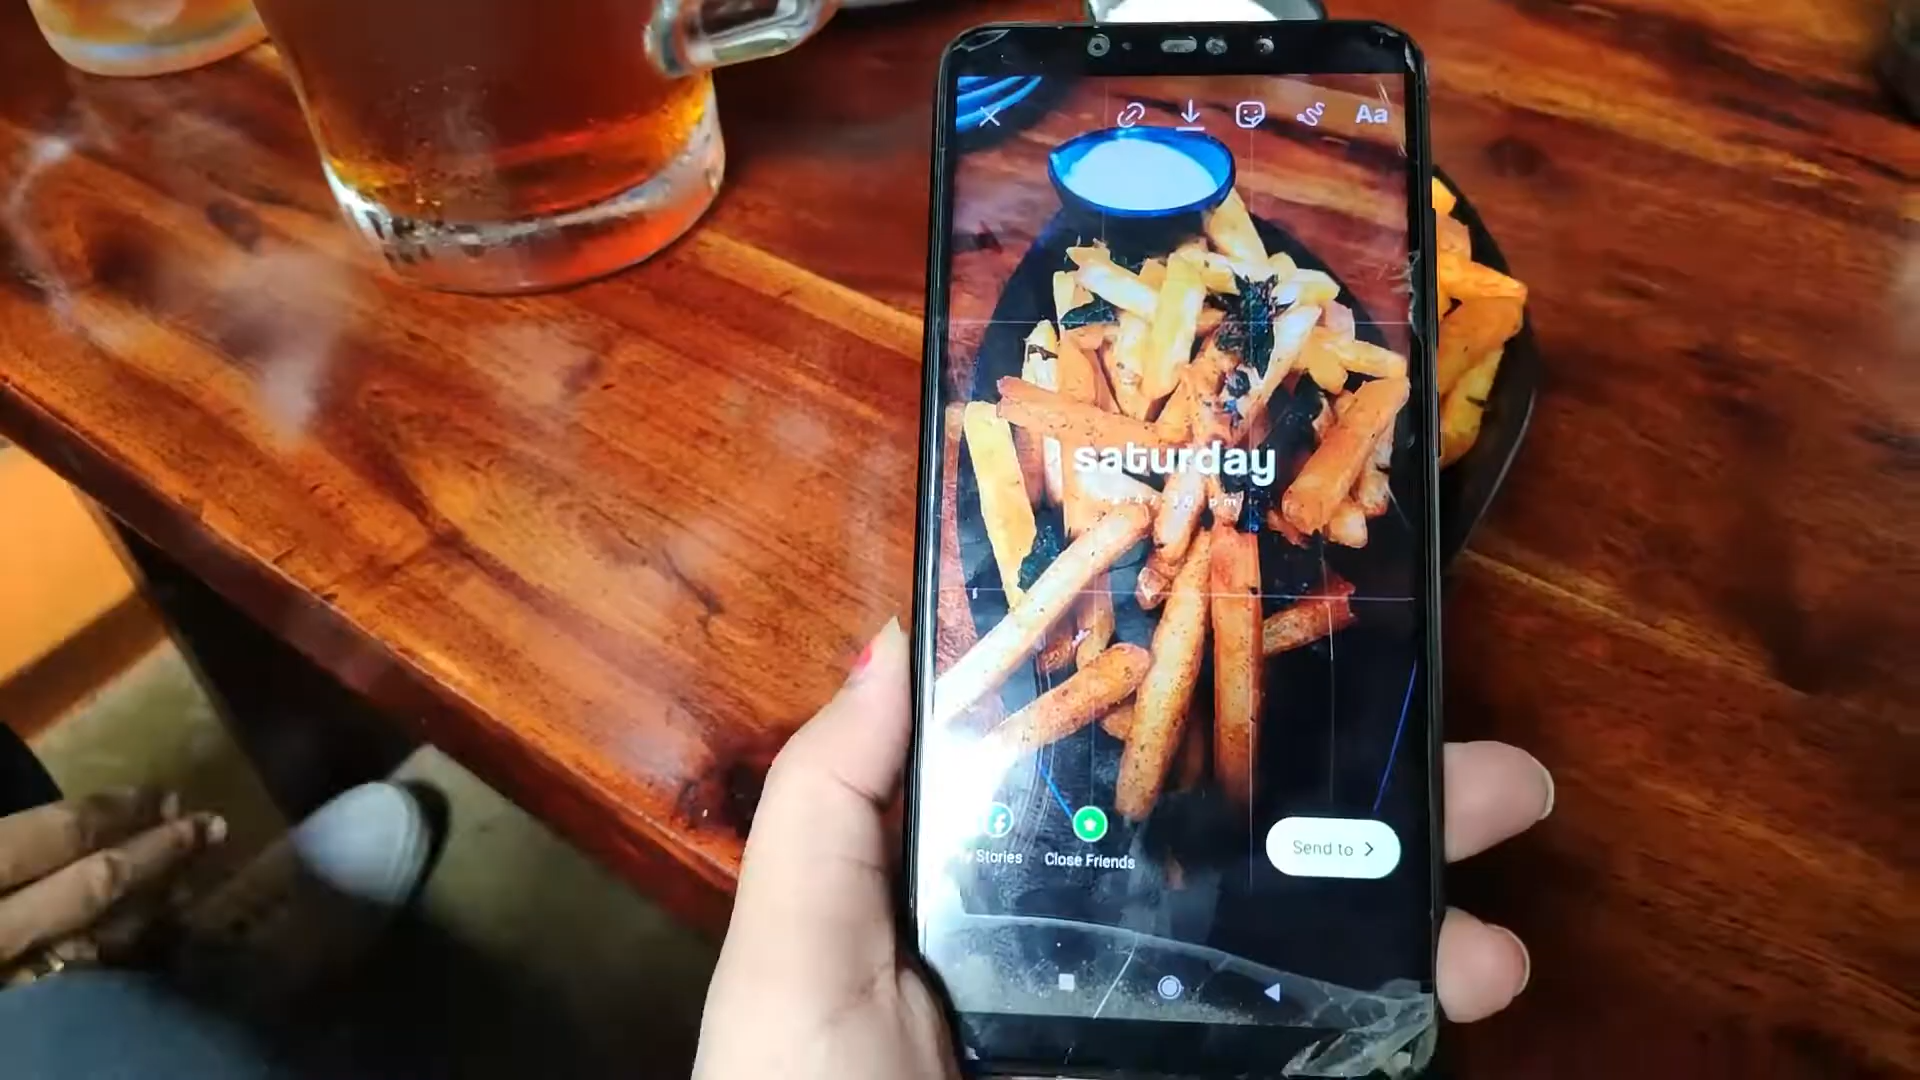 Aa
saturday
Stories
Close Friends
Send to